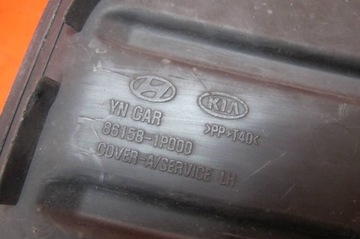 KIA
YN CAR
>PP-T40<
86158-1P000
COVER-A/SERVICE LH